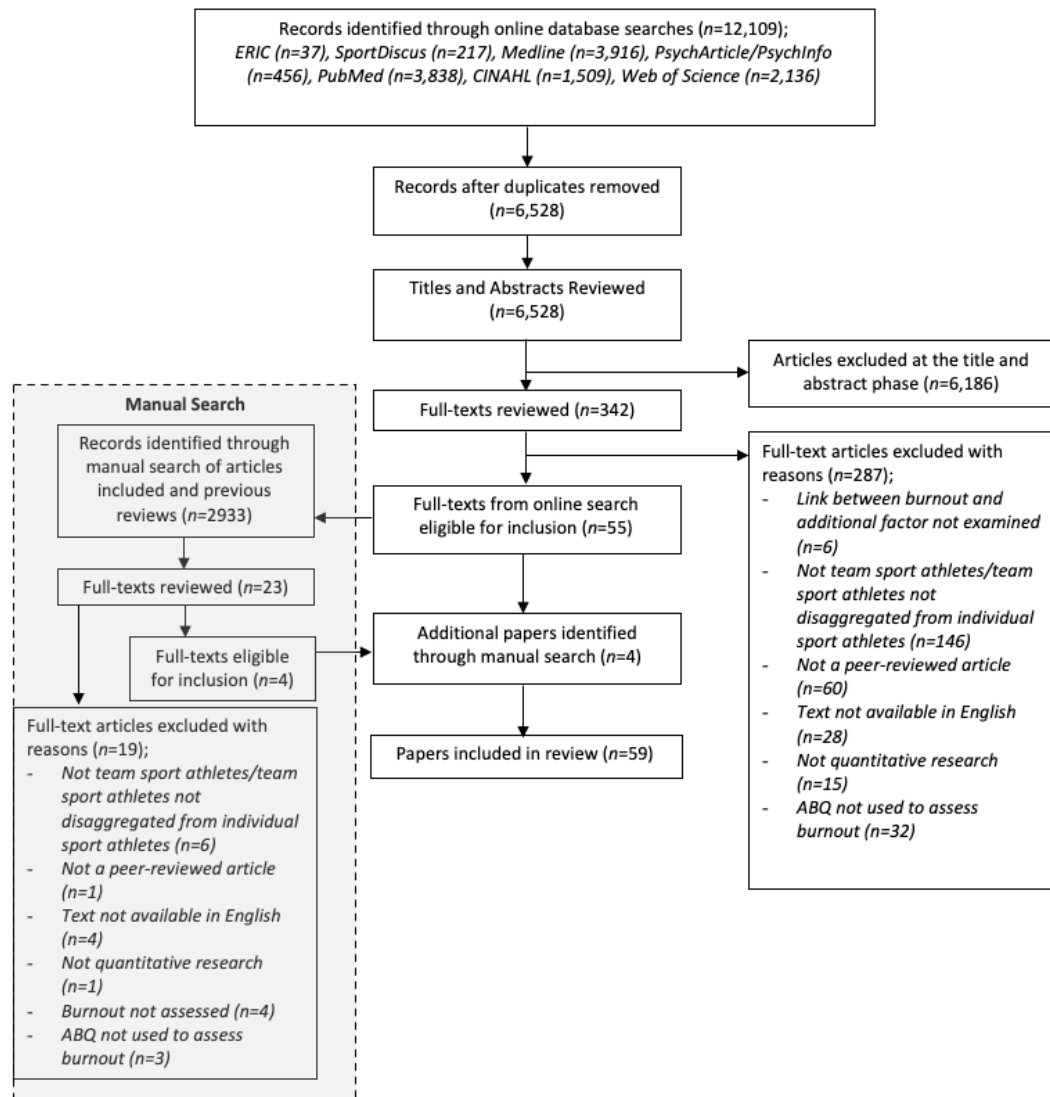 Records identified through online database searches (n=12,109);
ERIC (n=37), SportDiscus (n=217), Medline (n=3,916), PsychArticle/PsychInfo
(n=456), PubMed (n=3,838), CINAHL (n=1,509), Web of Science (n=2,136)
Records after duplicates removed
(n=6,528)
Titles and Abstracts Reviewed
(n=6,528)
Articles excluded at the title and
abstract phase (n=6,186)
Full-texts reviewed (n=342)
Full-text articles excluded with
reasons (n=287);
- Link between burnout and
additional factor not examined
(n=6)
- Not team sport athletes/team
sport athletes not
disaggregated from individual
sport athletes (n=146)
- Not a peer-reviewed article
(n=60)
- Text not available in English
(n=28)
- Not quantitative research
(n=15)
- ABQ not used to assess
burnout (n=32)
Full-texts from online search
eligible for inclusion (n=55)
Manual Search
Records identified through
manual search of articles
included and previous
reviews (n=2933)
Full-texts reviewed (n=23)
Full-texts eligible
for inclusion (n=4)
Full-text articles excluded with
reasons (n=19);
- Not team sport athletes/team
sport athletes not
disaggregated from individual
sport athletes (n=6)
- Not a peer-reviewed article
(n=1)
- Text not available in English
(n=4)
- Not quantitative research
(n=1)
- Burnout not assessed (n=4)
- ABQ not used to assess
burnout (n=3)
Additional papers identified
through manual search (n=4)
Papers included in review (n=59)